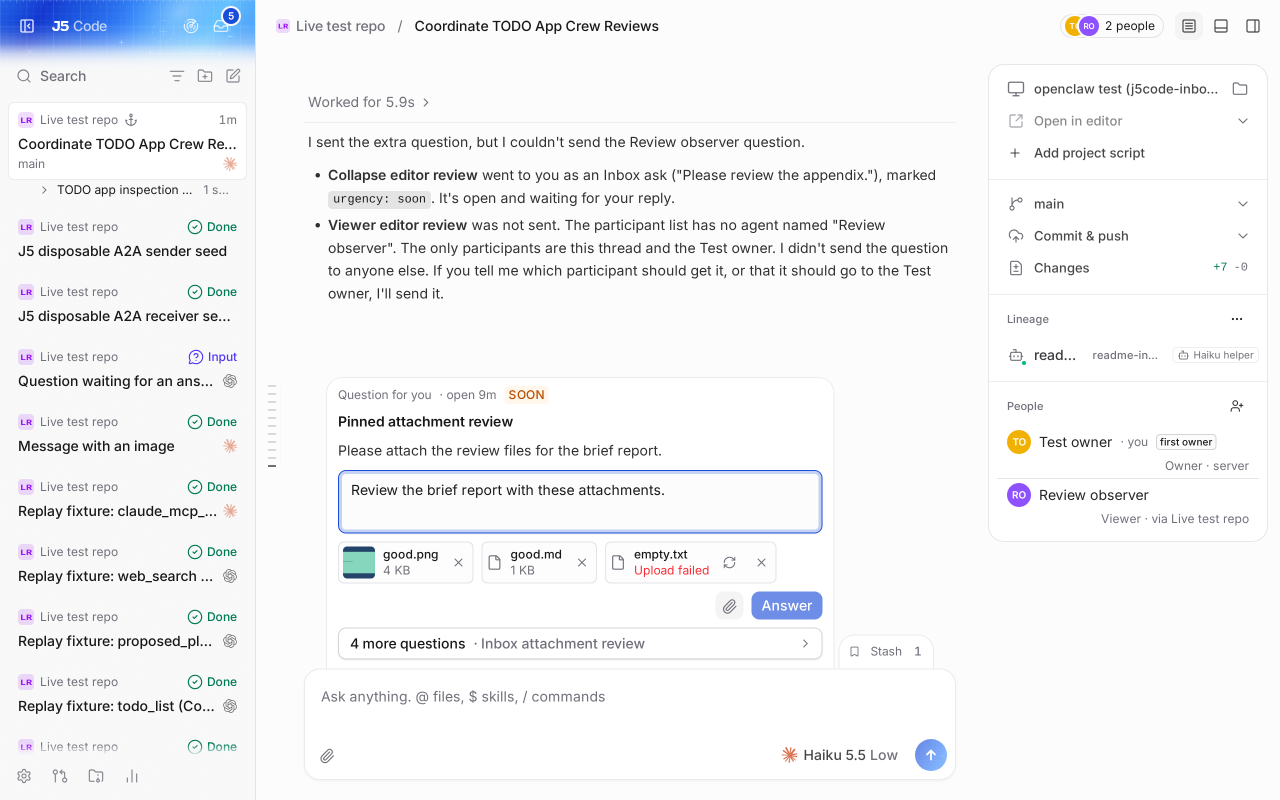 J5 Code
5
Search
LR Live test repo 1m
Coordinate TODO App Crew Re...
main
TODO app inspection ... 1 s...
LR Live test repo Done
J5 disposable A2A sender seed
LR Live test repo Done
J5 disposable A2A receiver se...
LR Live test repo Input
Question waiting for an ans...
LR Live test repo Done
Message with an image
LR Live test repo Done
Replay fixture: claude_mcp_...
LR Live test repo Done
Replay fixture: web_search ...
LR Live test repo Done
Replay fixture: proposed_pl...
LR Live test repo Done
Replay fixture: todo_list (Co...
LR Live test repo Done
LR Live test repo / Coordinate TODO App Crew Reviews
RO 2 people
Worked for 5.9s
I sent the extra question, but I couldn't send the Review observer question.
• Collapse editor review went to you as an Inbox ask ("Please review the appendix."), marked
urgency: soon . It's open and waiting for your reply.
• Viewer editor review was not sent. The participant list has no agent named "Review
observer". The only participants are this thread and the Test owner. I didn't send the question
to anyone else. If you tell me which participant should get it, or that it should go to the Test
owner, I'll send it.
Question for you · open 9m SOON
Pinned attachment review
Please attach the review files for the brief report.
Review the brief report with these attachments.
good.png
4 KB
good.md
1 KB
empty.txt
Upload failed
Answer
4 more questions · Inbox attachment review
Stash 1
Ask anything. @ files, $ skills, / commands
Haiku 5.5 Low
openclaw test (j5code-inbo...
Open in editor
Add project script
main
Commit & push
Changes +7 -0
Lineage
read... readme-in... Haiku helper
People
TO Test owner · you first owner
Owner · server
RO Review observer
Viewer · via Live test repo